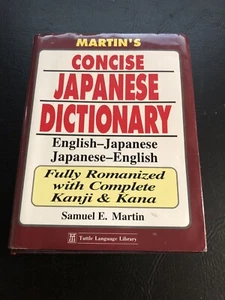 MARTIN'S
CONCISE
JAPANESE
DICTIONARY
English–Japanese
Japanese–English
Fully Romanized
with Complete
Kanji & Kana
Samuel E. Martin
Tuttle Language Library